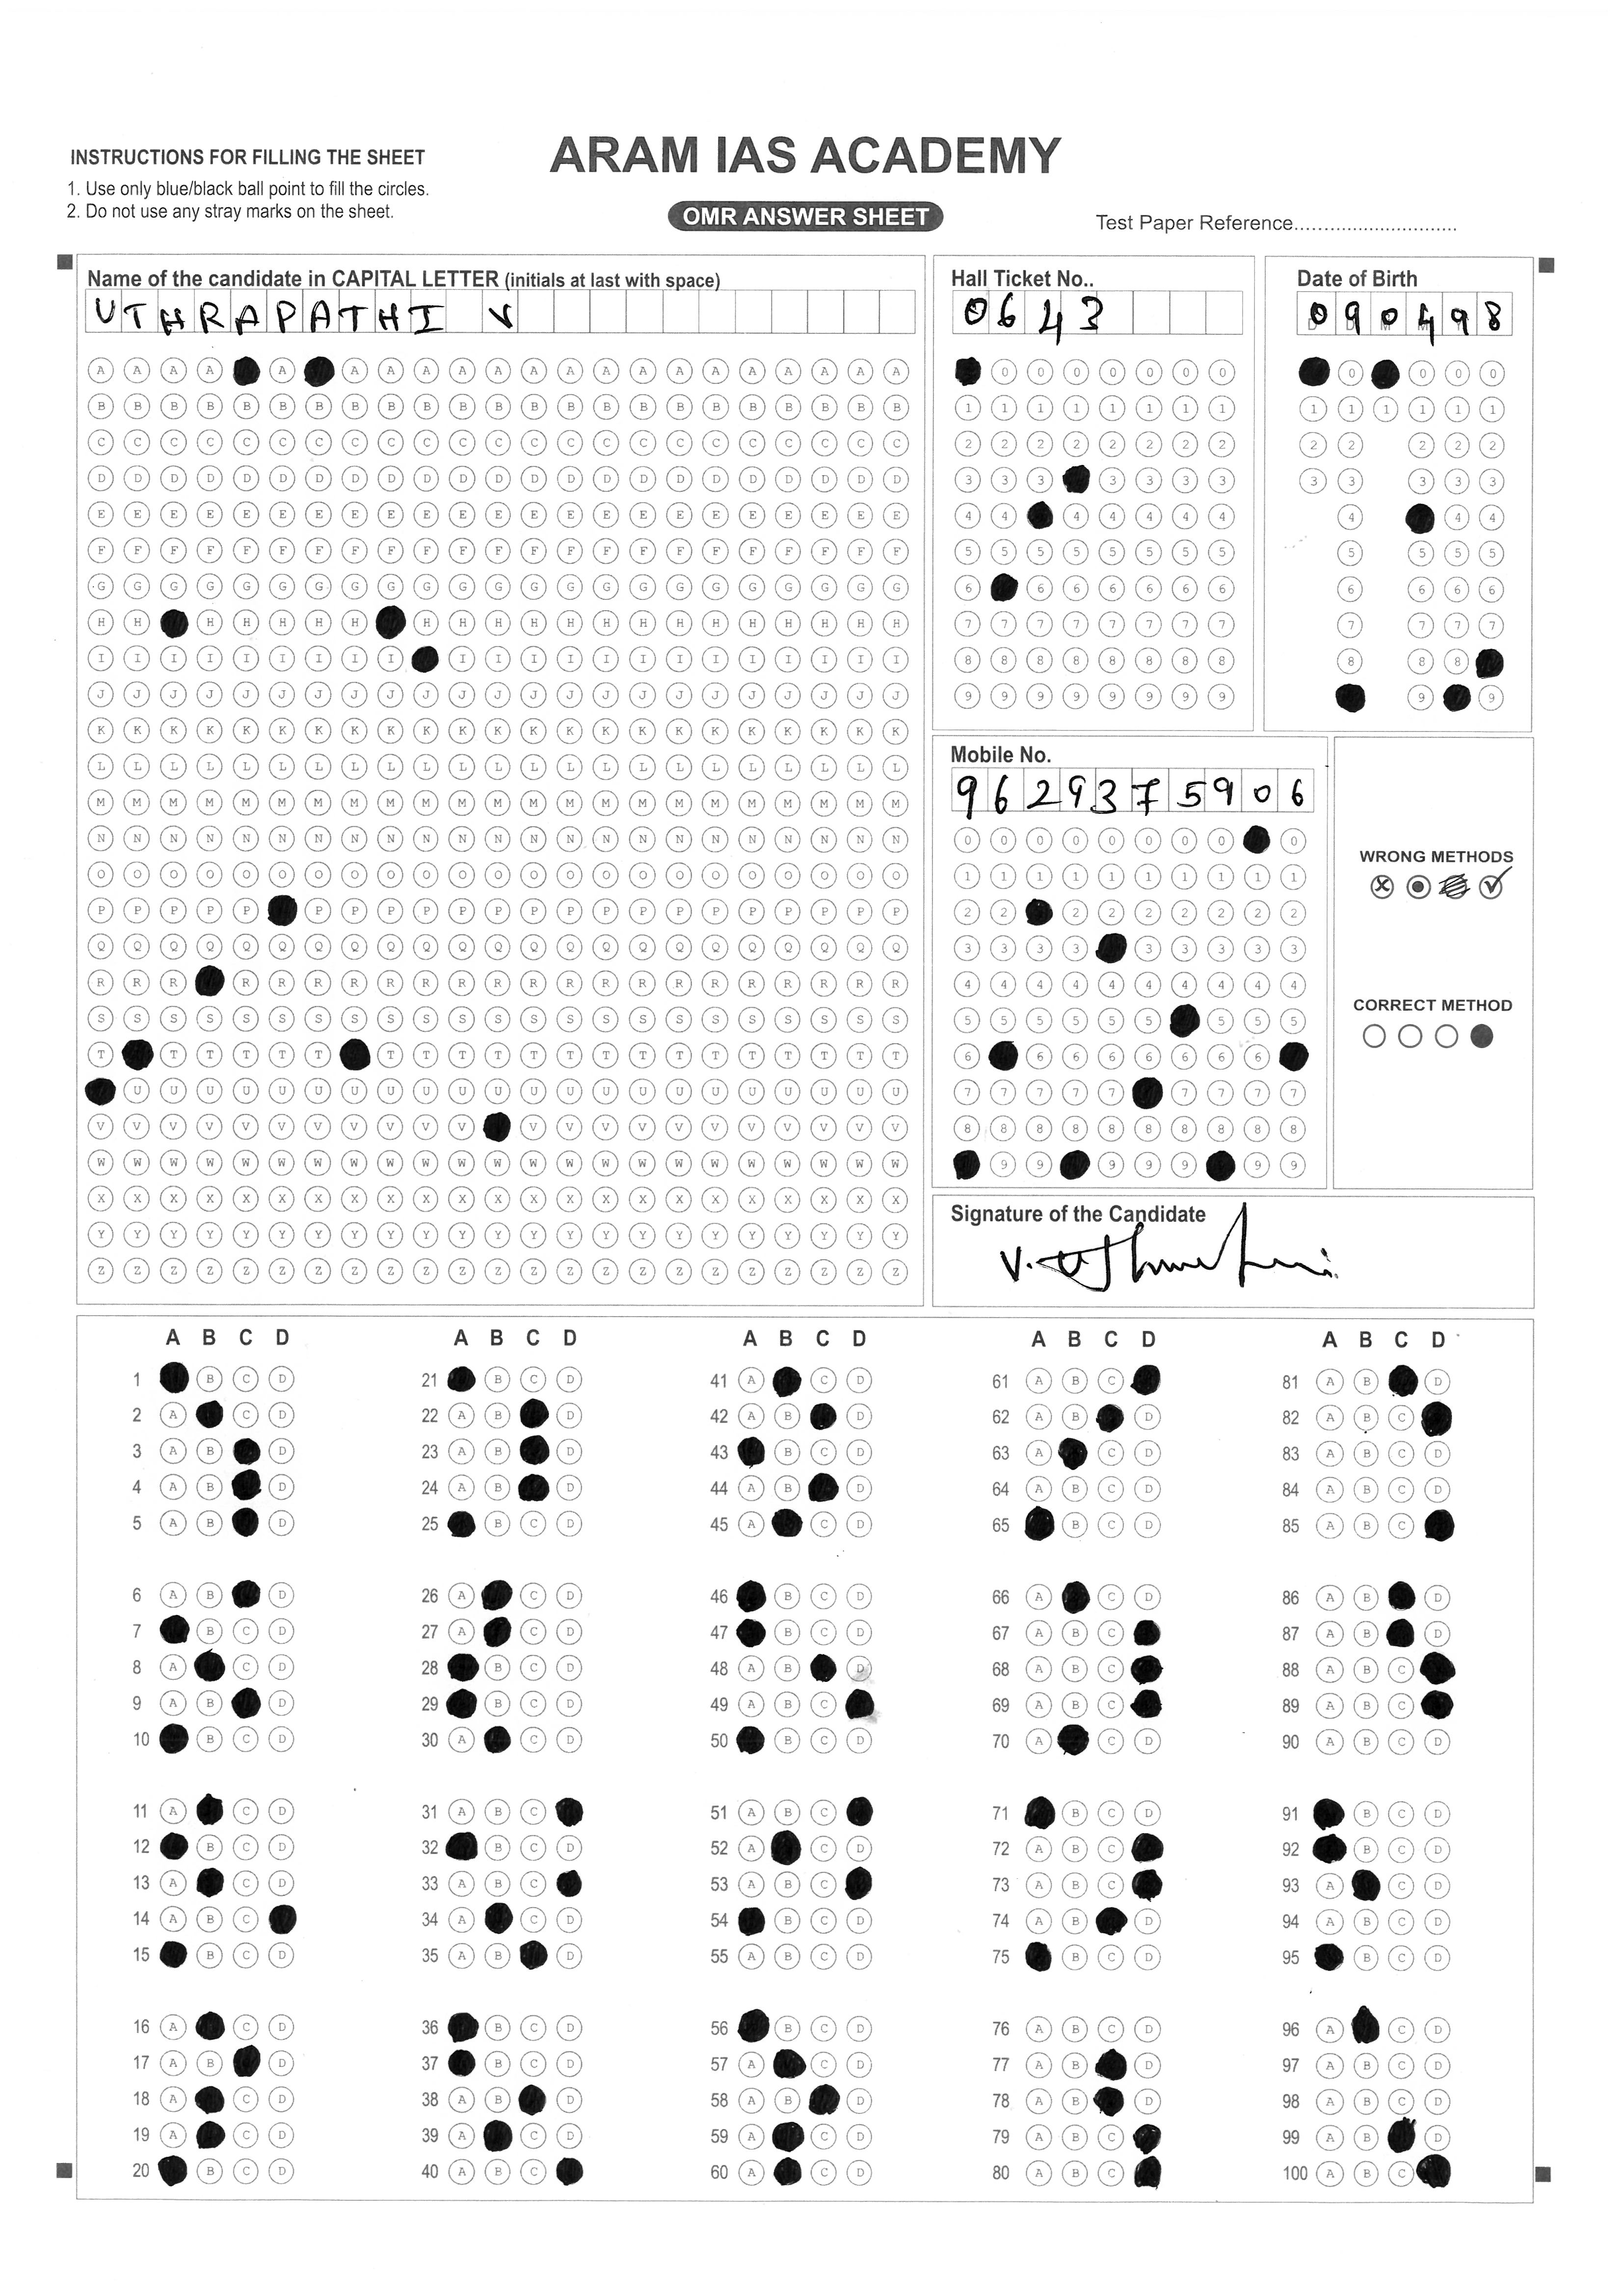 INSTRUCTIONS FOR FILLING THE SHEET
1. Use only blue/black ball point to fill the circles.
2. Do not use any stray marks on the sheet.
ARAM IAS ACADEMY
OMR ANSWER SHEET
Test Paper Reference.............................
Name of the candidate in CAPITAL LETTER (initials at last with space)
UTHRAPATHI V
Hall Ticket No..
0643
Date of Birth
090498
Mobile No.
9629375906
WRONG METHODS
CORRECT METHOD
Signature of the Candidate
A B C D A B C D A B C D A B C D A B C D
1 21 41 61 81
2 22 42 62 82
3 23 43 63 83
4 24 44 64 84
5 25 45 65 85
6 26 46 66 86
7 27 47 67 87
8 28 48 68 88
9 29 49 69 89
10 30 50 70 90
11 31 51 71 91
12 32 52 72 92
13 33 53 73 93
14 34 54 74 94
15 35 55 75 95
16 36 56 76 96
17 37 57 77 97
18 38 58 78 98
19 39 59 79 99
20 40 60 80 100